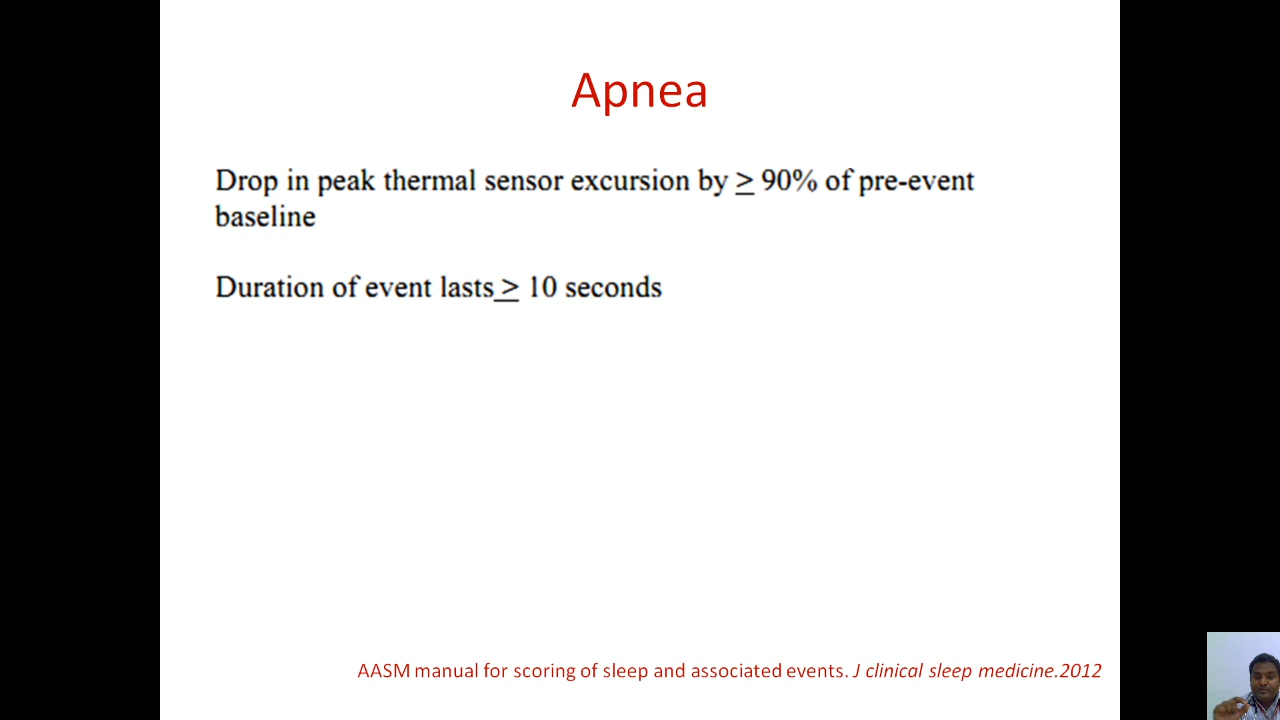 Apnea
Drop in peak thermal sensor excursion by ≥ 90% of pre-event
baseline
Duration of event lasts ≥ 10 seconds
AASM manual for scoring of sleep and associated events. J clinical sleep medicine.2012